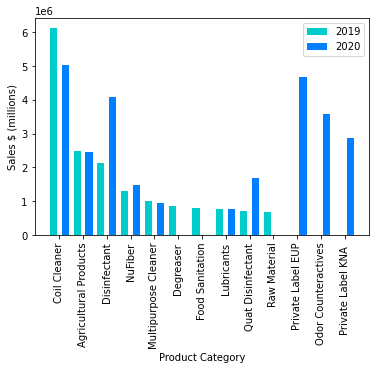 1e6
2019
2020
6
5
4
3
2
1
0
Sales $ (millions)
Coil Cleaner
Agricultural Products
Disinfectant
NuFiber
Multipurpose Cleaner
Degreaser
Food Sanitation
Lubricants
Quat Disinfectant
Raw Material
Private Label EUP
Odor Counteractives
Private Label KNA
Product Category